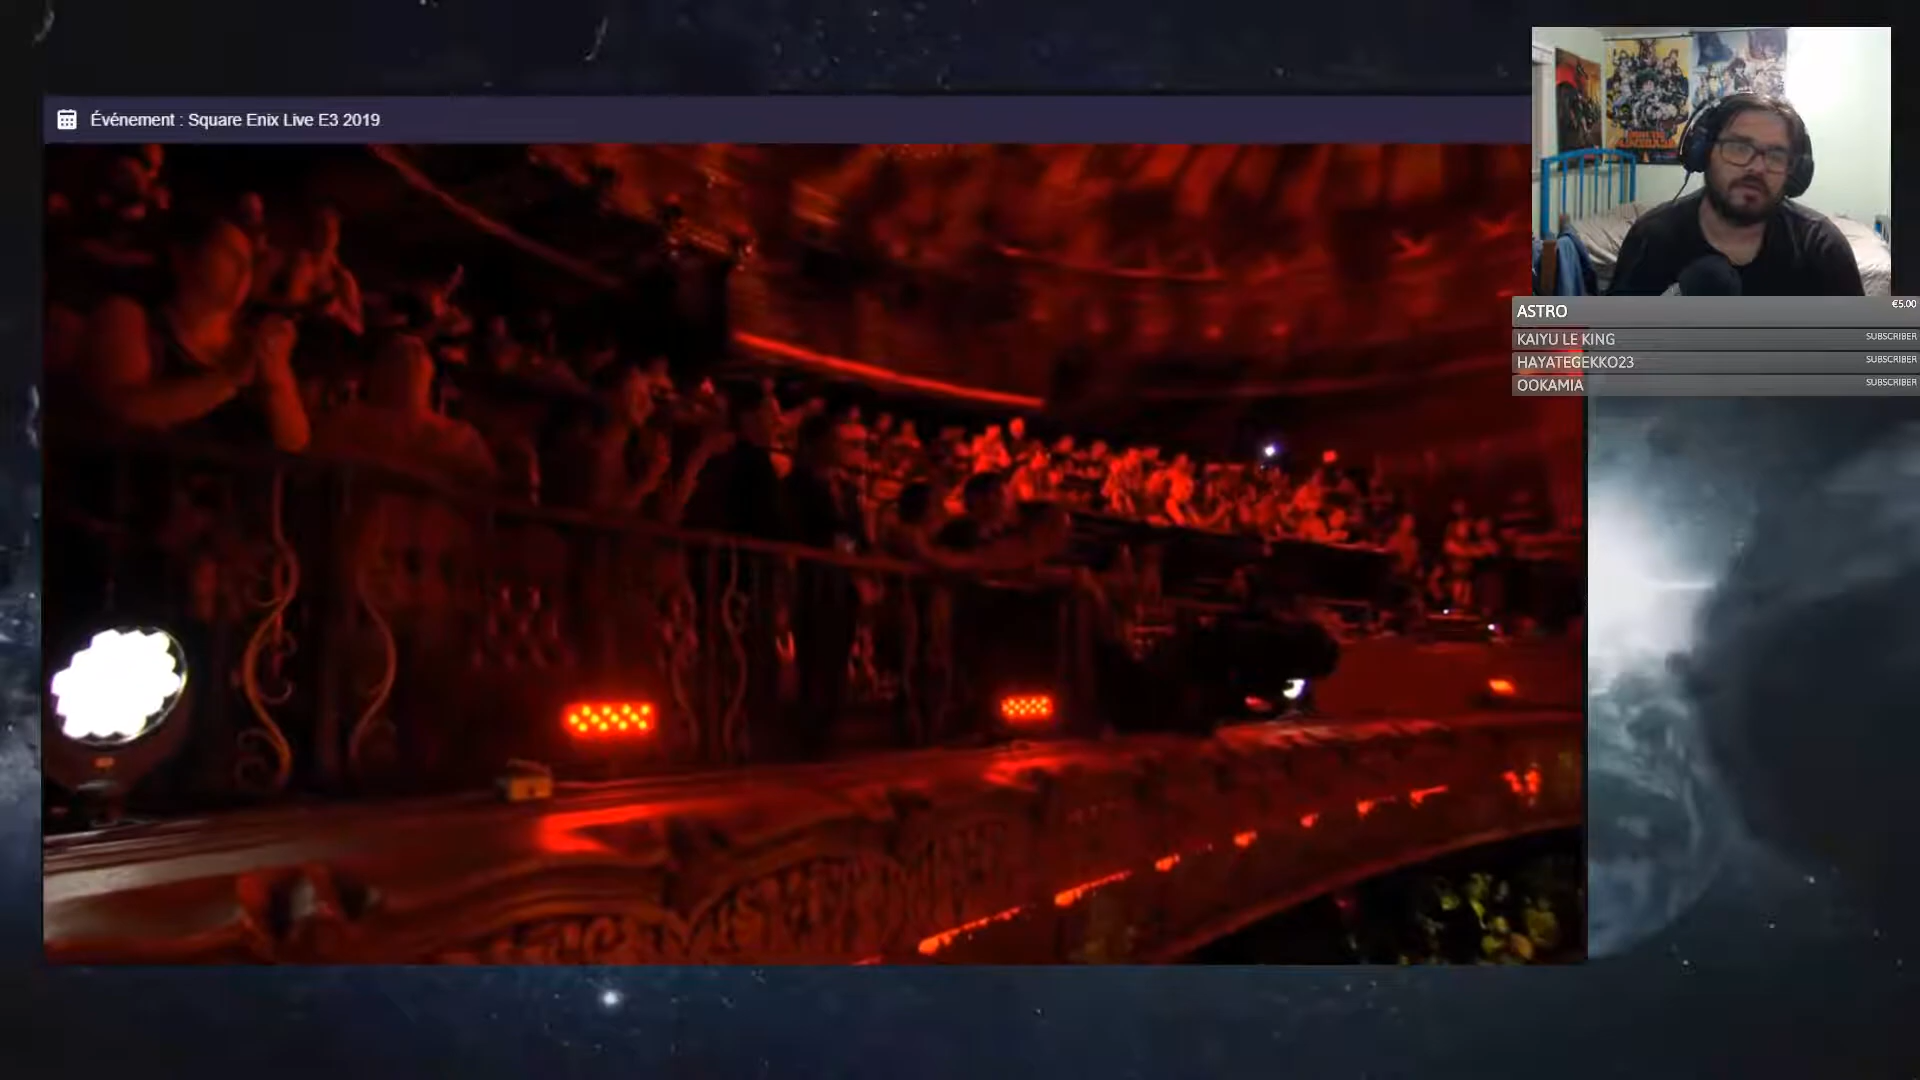 Événement : Square Enix Live E3 2019
ASTRO €5.00
KAIYU LE KING SUBSCRIBER
HAYATEGEKKO23 SUBSCRIBER
OOKAMIA SUBSCRIBER